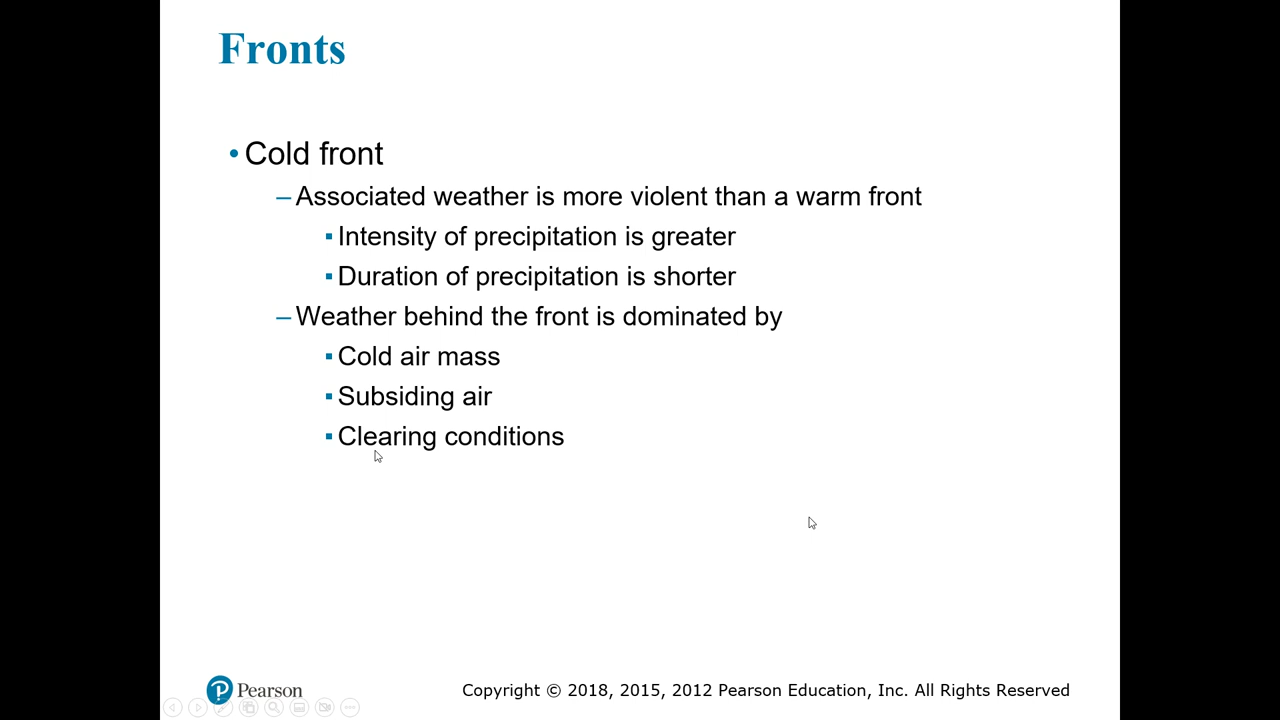 Fronts
• Cold front
– Associated weather is more violent than a warm front
▪ Intensity of precipitation is greater
▪ Duration of precipitation is shorter
– Weather behind the front is dominated by
▪ Cold air mass
▪ Subsiding air
▪ Clearing conditions
Pearson
Copyright © 2018, 2015, 2012 Pearson Education, Inc. All Rights Reserved